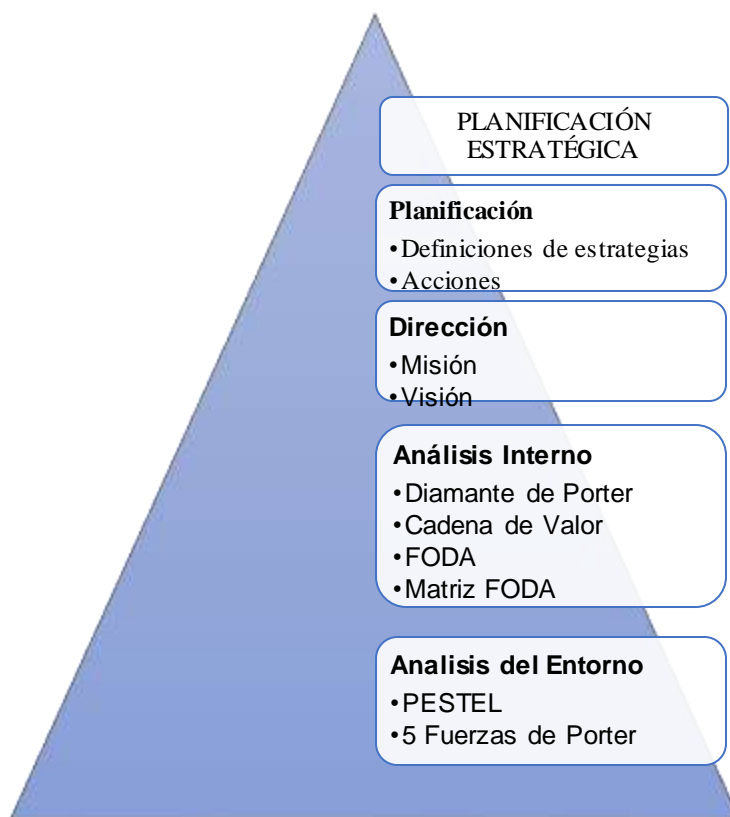 PLANIFICACIÓN
ESTRATÉGICA
Planificación
•Definiciones de estrategias
•Acciones
Dirección
•Misión
•Visión
Análisis Interno
•Diamante de Porter
•Cadena de Valor
•FODA
•Matriz FODA
Analisis del Entorno
•PESTEL
•5 Fuerzas de Porter